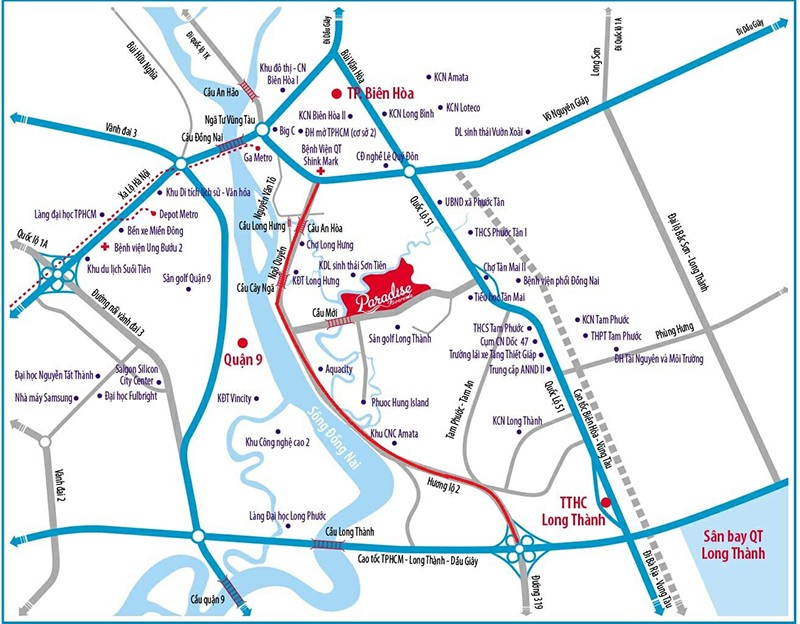 Đi quốc lộ 1K
Đi Dầu Giây
Bùi Văn Hòa
Long Sơn
Đi Quốc lộ 1A
Đi Dầu Giây
Bùi Hữu Nghĩa
Khu đô thị - CN
Biên Hòa I
Cầu An Hảo
TP. Biên Hòa
KCN Amata
KCN Loteco
KCN Long Bình
KCN Biên Hòa II
Võ Nguyên Giáp
Vành đai 3
Ngã Tư Vũng Tàu
Cầu Đồng Nai
Big C
ĐH mở TPHCM (cơ sở 2)
DL sinh thái Vườn Xoài
Bệnh Viện QT
Shink Mark
CĐ nghề Lê Quý Đôn
Ga Metro
Xa Lộ Hà Nội
Khu Di tích lịch sử - Văn hóa
Nguyễn Văn Tỏ
Quốc Lộ 51
UBND xã Phước Tân
Làng đại học TPHCM
Depot Metro
Bến xe Miền Đông
Cầu Long Hưng
Cầu An Hòa
THCS Phước Tân I
Quốc lộ 1A
Bệnh viện Ung Bướu 2
Chợ Long Hưng
Ngô Quyền
Đại lộ Bắc Sơn - Long Thành
Khu du lịch Suối Tiên
KDL sinh thái Sơn Tiên
Chợ Tân Mai II
Sân golf Quận 9
Cầu Cây Ngã
KĐT Long Hưng
Bệnh viện phổi Đồng Nai
Paradise
Riverside
Tiểu học Tân Mai
Đường nối vành đai 3
Cầu Mới
Sân golf Long Thành
THCS Tam Phước
KCN Tam Phước
Phùng Hưng
Cụm CN Dốc 47
THPT Tam Phước
Quận 9
Trường lái xe Tăng Thiết Giáp
ĐH Tài Nguyên và Môi Trường
Đại học Nguyễn Tất Thành
Saigon Silicon
City Center
Aquacity
Trung cấp ANND II
Nhà máy Samsung
Đại học Fulbright
KĐT Vincity
Phuoc Hung Island
Tam Phước - Tam An
Quốc Lộ 51
Cao tốc Biên Hòa - Vũng Tàu
Sông Đồng Nai
Khu Công nghệ cao 2
Khu CNC Amata
KCN Long Thành
Vành đai 2
Hương lộ 2
TTHC
Long Thành
Làng Đại học Long Phước
Cầu Long Thành
Cao tốc TPHCM - Long Thành - Dầu Giây
Sân bay QT
Long Thành
Cầu quận 9
Đường 319
Đi Bà Rịa - Vũng Tàu